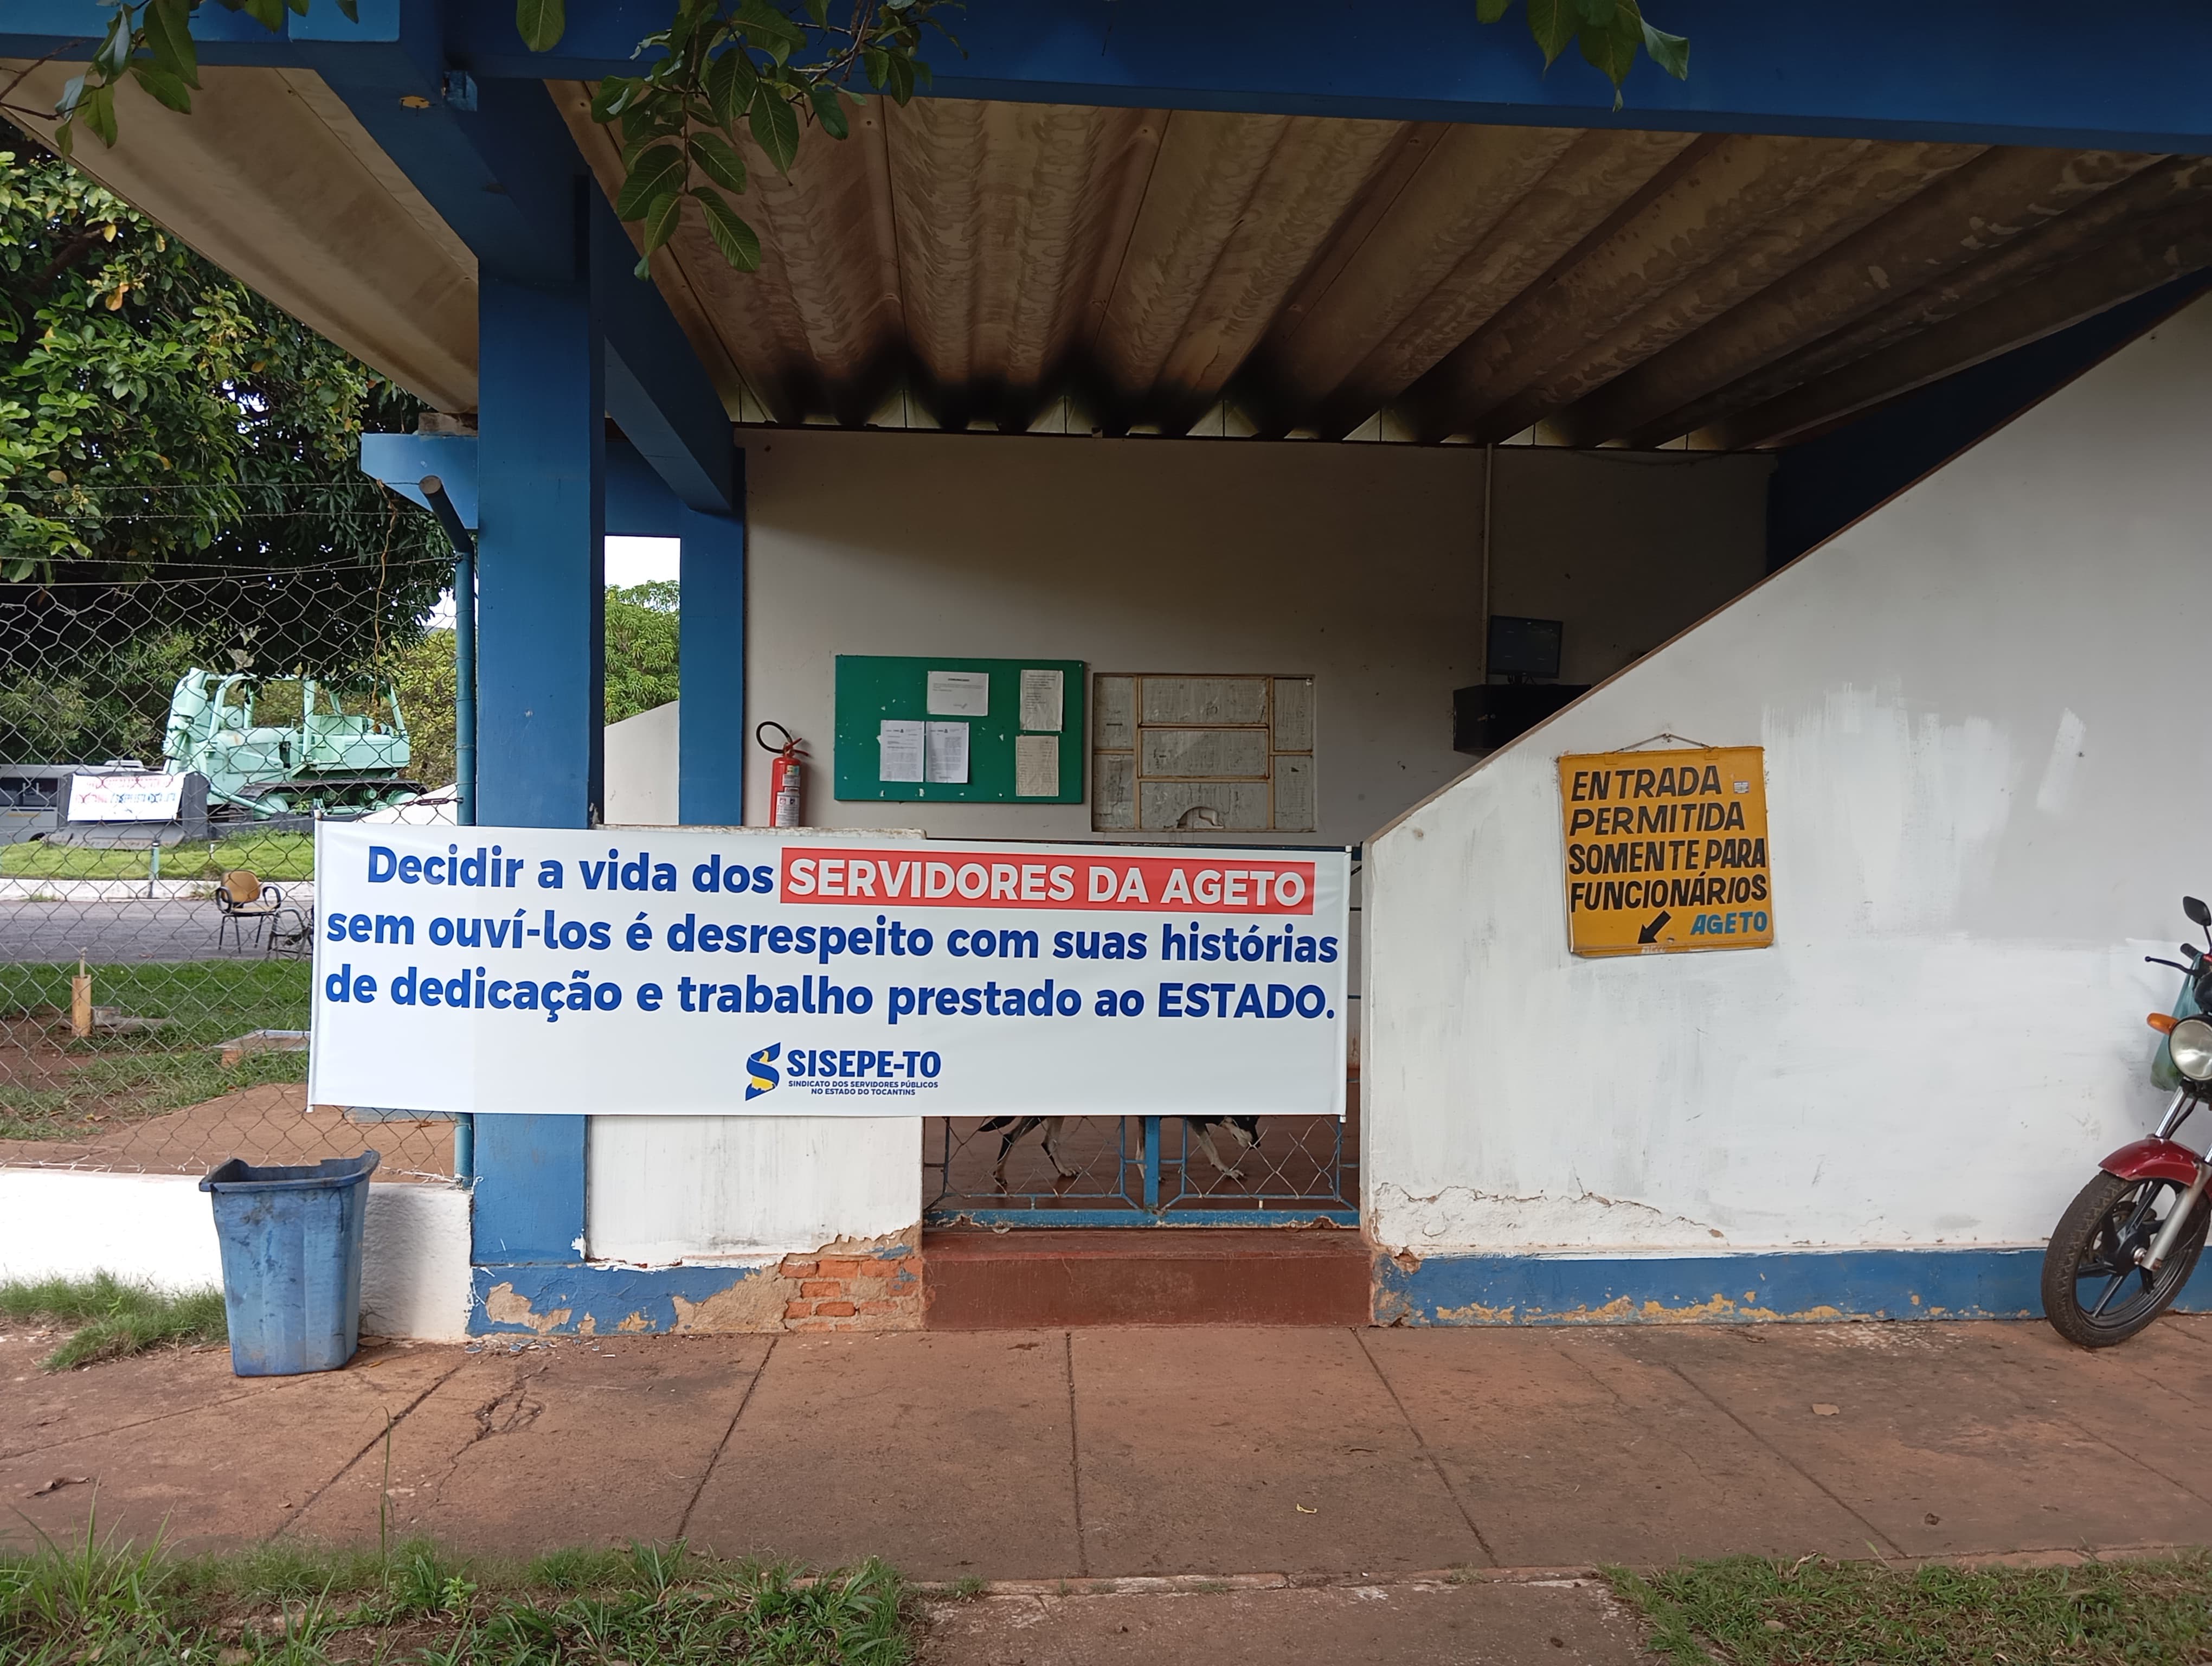 Decidir a vida dos SERVIDORES DA AGETO
sem ouví-los é desrespeito com suas histórias
de dedicação e trabalho prestado ao ESTADO.
SISEPE-TO
SINDICATO DOS SERVIDORES PÚBLICOS
NO ESTADO DO TOCANTINS
ENTRADA
PERMITIDA
SOMENTE PARA
FUNCIONÁRIOS
AGETO